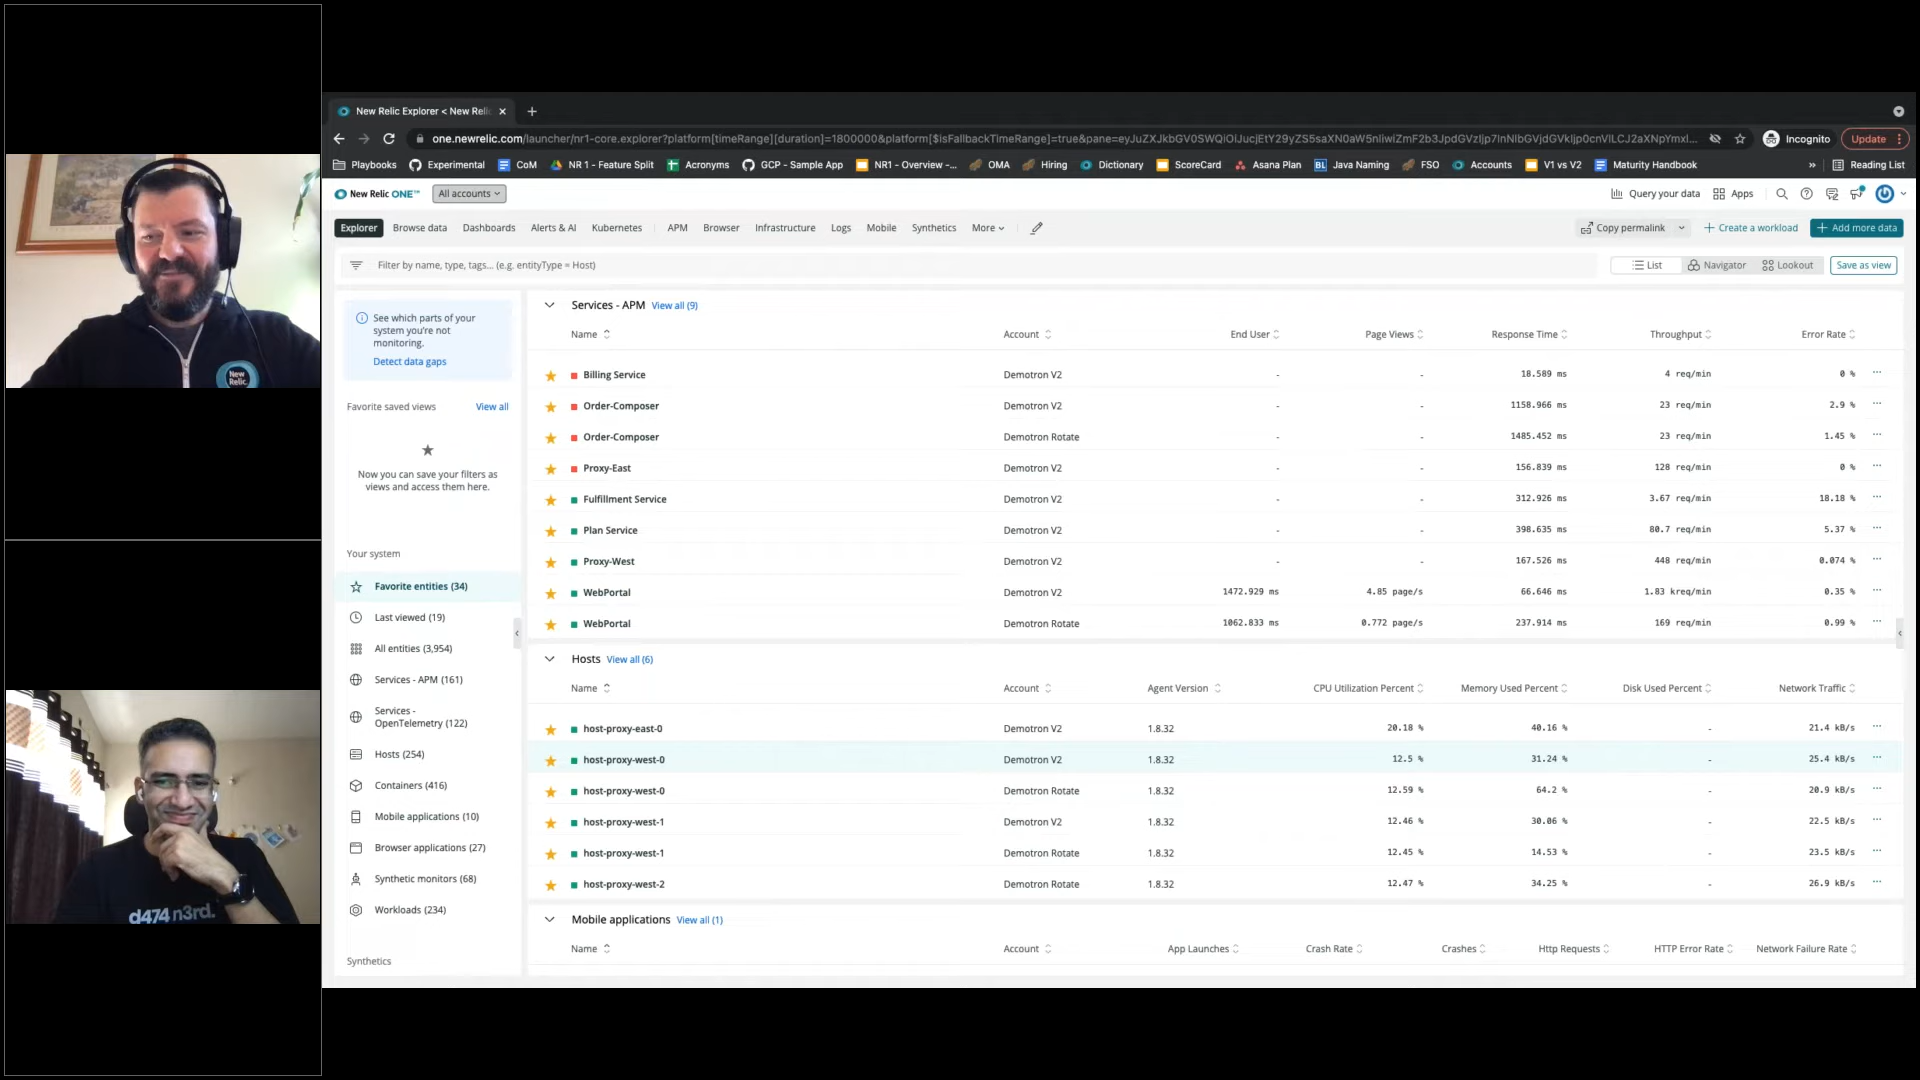 New Relic.
d474 n3rd.
New Relic Explorer < New Reli
one.newrelic.com/launcher/nr1-core.explorer?platform[timeRange][duration]=1800000&platform[$isFallbackTimeRange]=true&pane=
Incognito
Update
Playbooks Experimental CoM NR 1 - Feature Split Acronyms GCP - Sample App NR1 - Overview -... OMA Hiring Dictionary ScoreCard Asana Plan Java Naming FSO Accounts V1 vs V2 Maturity Handbook » Reading List
New Relic ONE™ All accounts Query your data Apps
Explorer Browse data Dashboards Alerts & AI Kubernetes APM Browser Infrastructure Logs Mobile Synthetics More Copy permalink + Create a workload + Add more data
Filter by name, type, tags... (e.g. entityType = Host) List Navigator Lookout Save as view
See which parts of your
system you're not
monitoring.
Detect data gaps
Favorite saved views View all
Now you can save your filters as
views and access them here.
Your system
Favorite entities (34)
Last viewed (19)
All entities (3,954)
Services - APM (161)
Services -
OpenTelemetry (122)
Hosts (254)
Containers (416)
Mobile applications (10)
Browser applications (27)
Synthetic monitors (68)
Workloads (234)
Synthetics
Services - APM View all (9)
Name Account End User Page Views Response Time Throughput Error Rate
Billing Service Demotron V2 - - 18.589 ms 4 req/min 0 % ...
Order-Composer Demotron V2 - - 1158.966 ms 23 req/min 2.9 % ...
Order-Composer Demotron Rotate - - 1485.452 ms 23 req/min 1.45 % ...
Proxy-East Demotron V2 - - 156.839 ms 128 req/min 0 % ...
Fulfillment Service Demotron V2 - - 312.926 ms 3.67 req/min 18.18 % ...
Plan Service Demotron V2 - - 398.635 ms 80.7 req/min 5.37 % ...
Proxy-West Demotron V2 - - 167.526 ms 448 req/min 0.074 % ...
WebPortal Demotron V2 1472.929 ms 4.85 page/s 66.646 ms 1.83 kreq/min 0.35 % ...
WebPortal Demotron Rotate 1062.833 ms 0.772 page/s 237.914 ms 169 req/min 0.99 % ...
Hosts View all (6)
Name Account Agent Version CPU Utilization Percent Memory Used Percent Disk Used Percent Network Traffic
host-proxy-east-0 Demotron V2 1.8.32 20.18 % 40.16 % - 21.4 kB/s ...
host-proxy-west-0 Demotron V2 1.8.32 12.5 % 31.24 % - 25.4 kB/s ...
host-proxy-west-0 Demotron Rotate 1.8.32 12.59 % 64.2 % - 20.9 kB/s ...
host-proxy-west-1 Demotron V2 1.8.32 12.46 % 30.06 % - 22.5 kB/s ...
host-proxy-west-1 Demotron Rotate 1.8.32 12.45 % 14.53 % - 23.5 kB/s ...
host-proxy-west-2 Demotron Rotate 1.8.32 12.47 % 34.25 % - 26.9 kB/s ...
Mobile applications View all (1)
Name Account App Launches Crash Rate Crashes Http Requests HTTP Error Rate Network Failure Rate